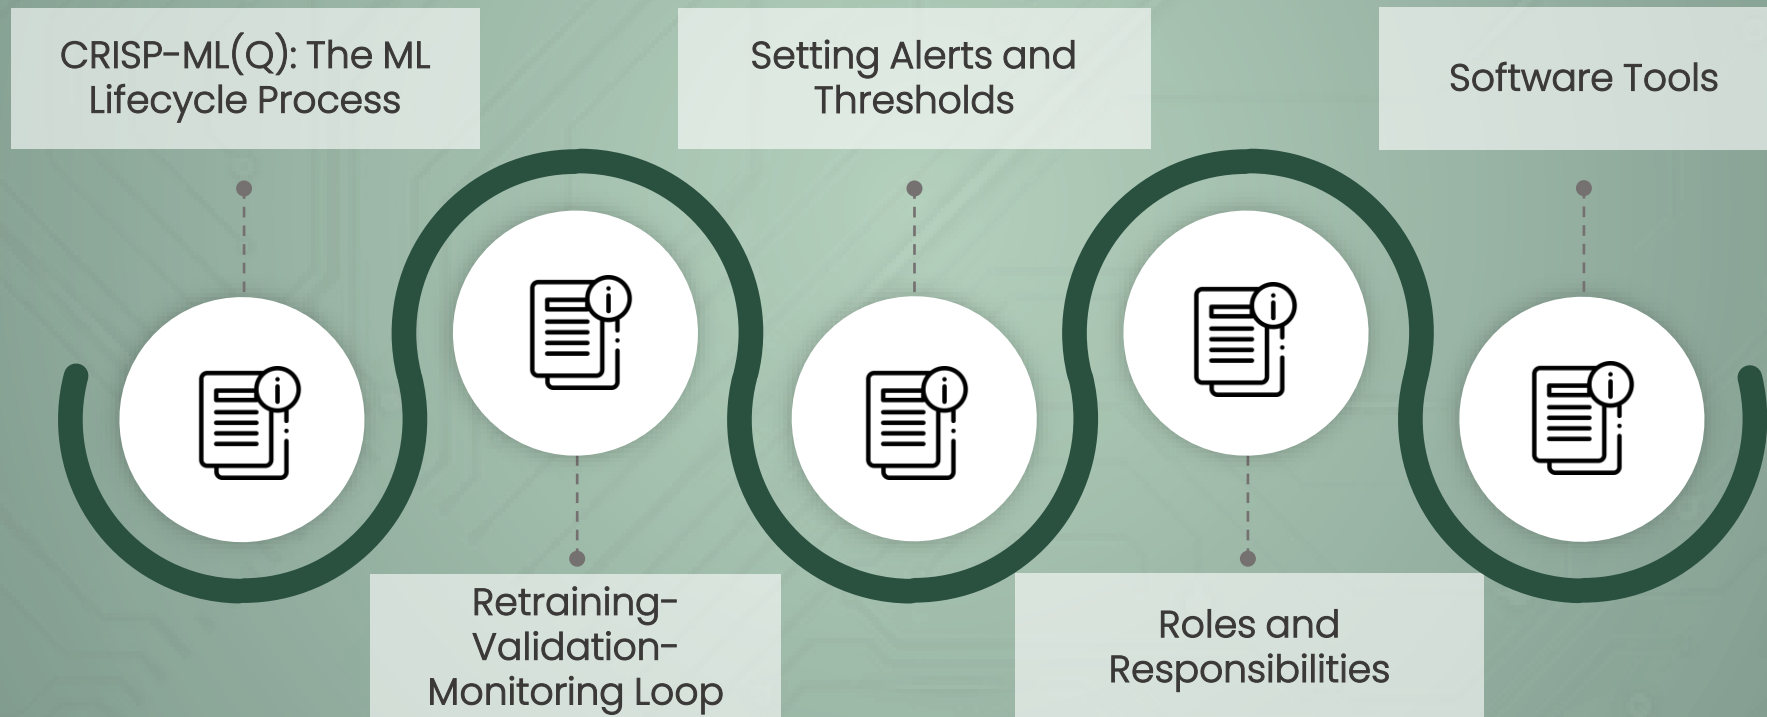 CRISP-ML(Q): The ML
Lifecycle Process
Retraining-
Validation-
Monitoring Loop
Setting Alerts and
Thresholds
Roles and
Responsibilities
Software Tools